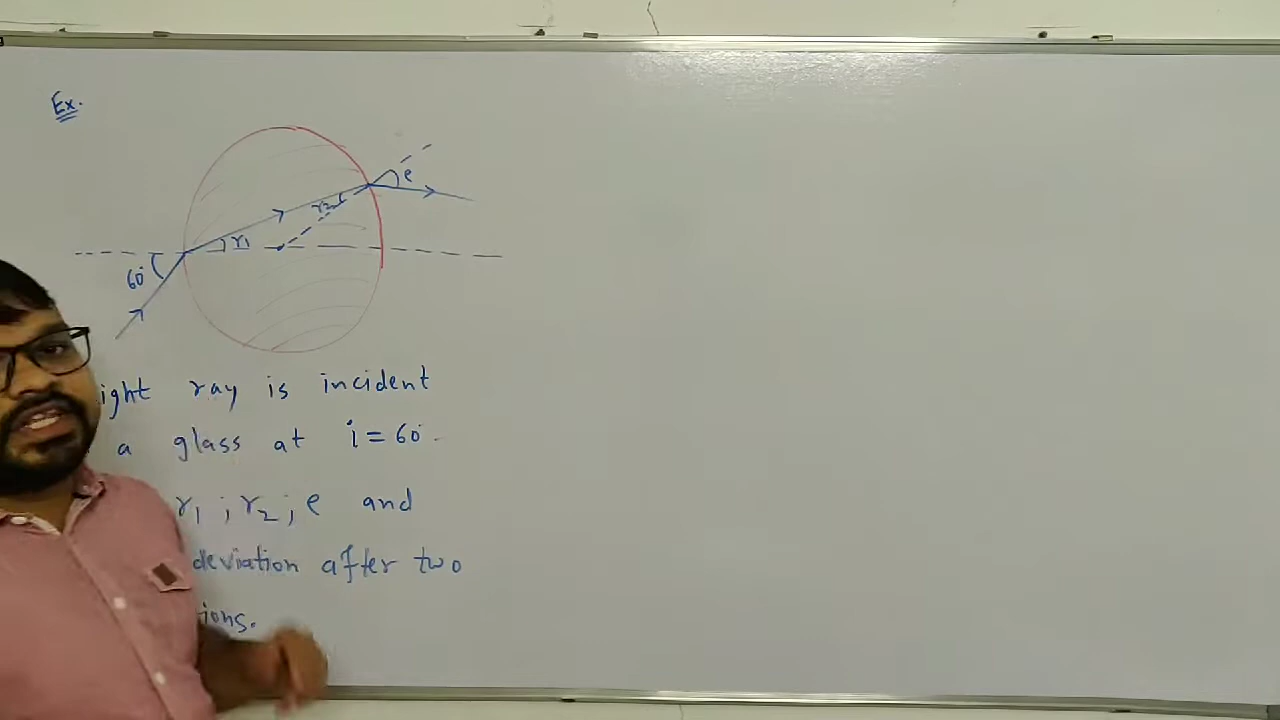 Ex.
e
r2
r1
60°
ight ray is incident
a glass at i = 60°.
r1 ; r2 ; e and
deviation after two
ions.